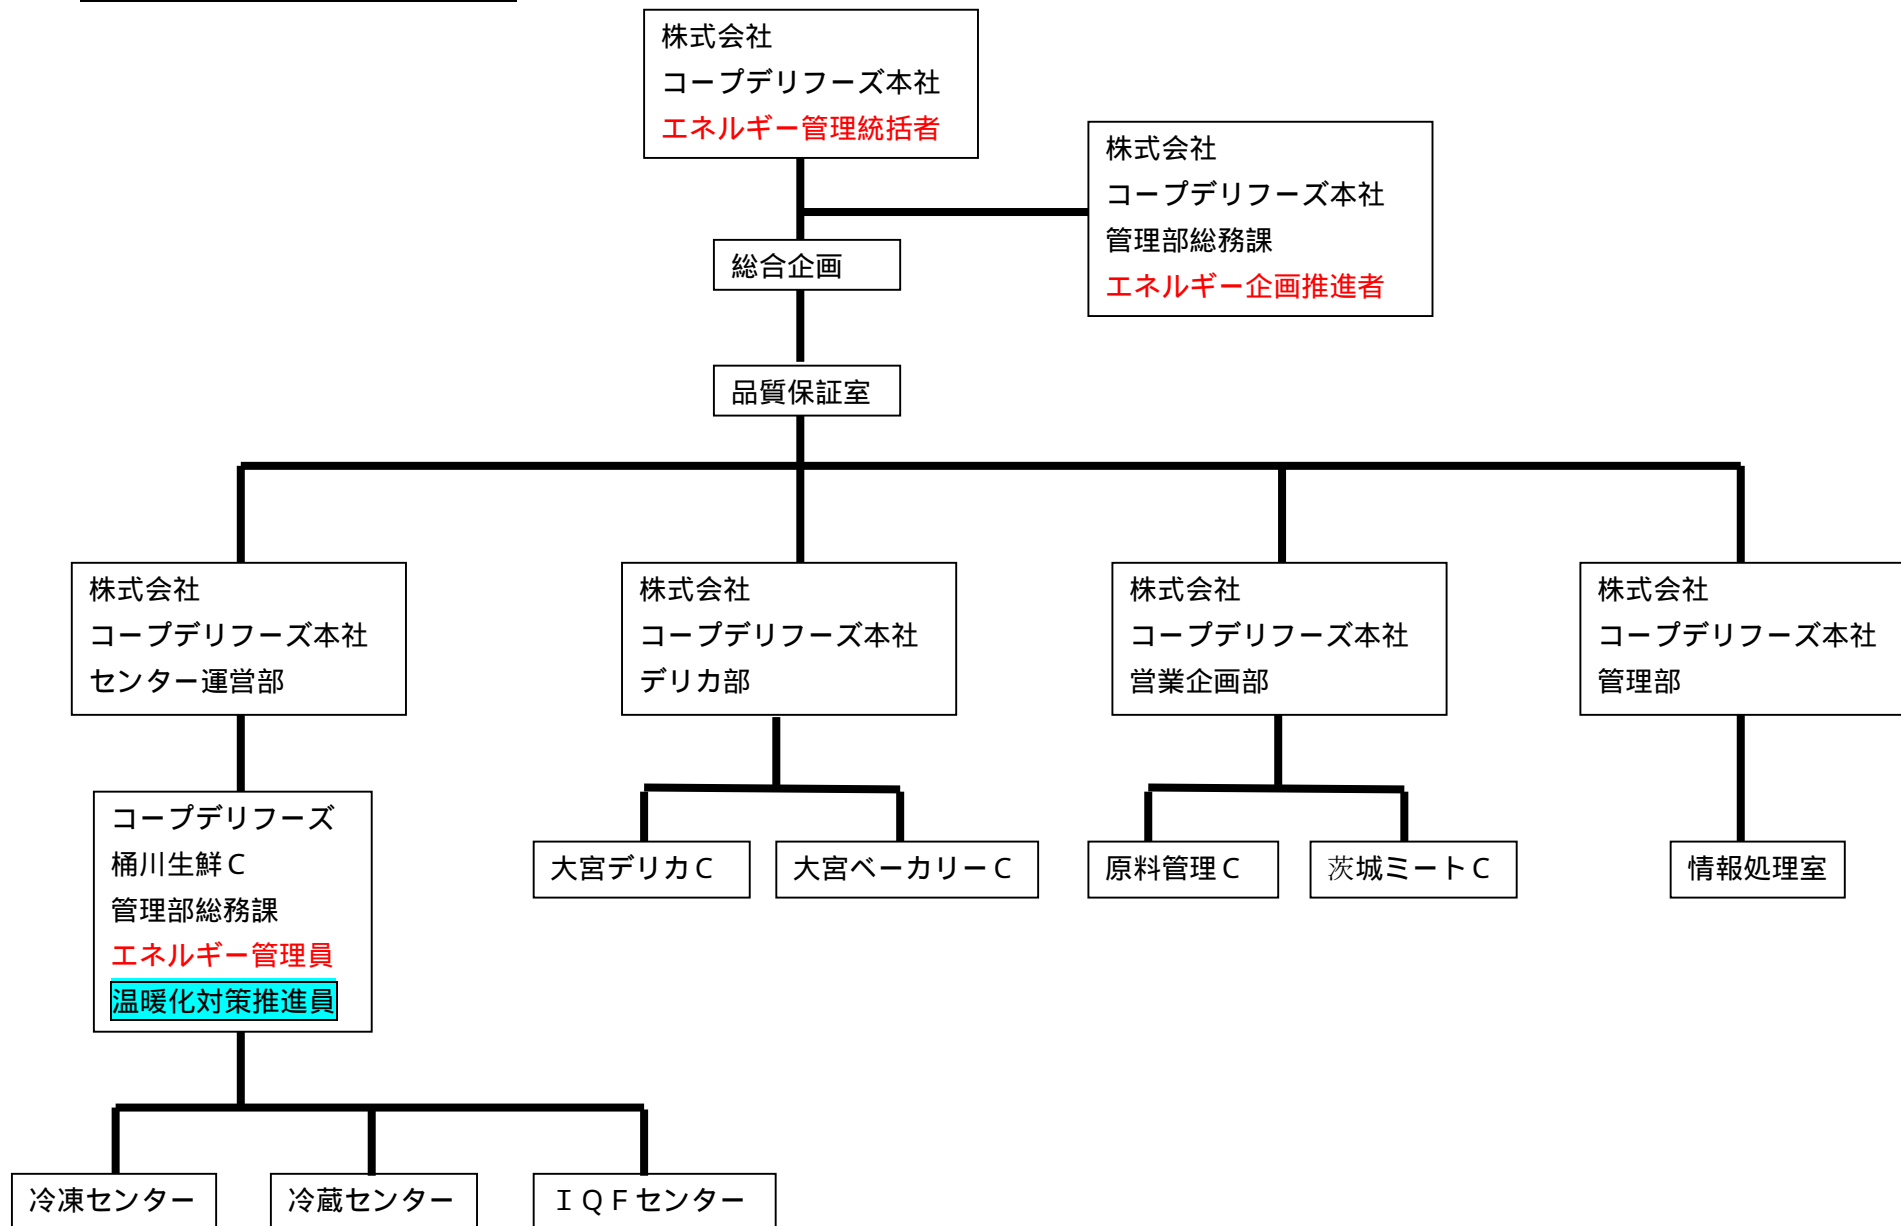 株式会社
コープデリフーズ本社
エネルギー管理統括者
株式会社
コープデリフーズ本社
管理部総務課
エネルギー企画推進者
総合企画
品質保証室
株式会社
コープデリフーズ本社
センター運営部
株式会社
コープデリフーズ本社
デリカ部
株式会社
コープデリフーズ本社
営業企画部
株式会社
コープデリフーズ本社
管理部
コープデリフーズ
桶川生鮮Ｃ
管理部総務課
エネルギー管理員
温暖化対策推進員
大宮デリカＣ
大宮ベーカリーＣ
原料管理Ｃ
茨城ミートＣ
情報処理室
冷凍センター
冷蔵センター
ＩＱＦセンター